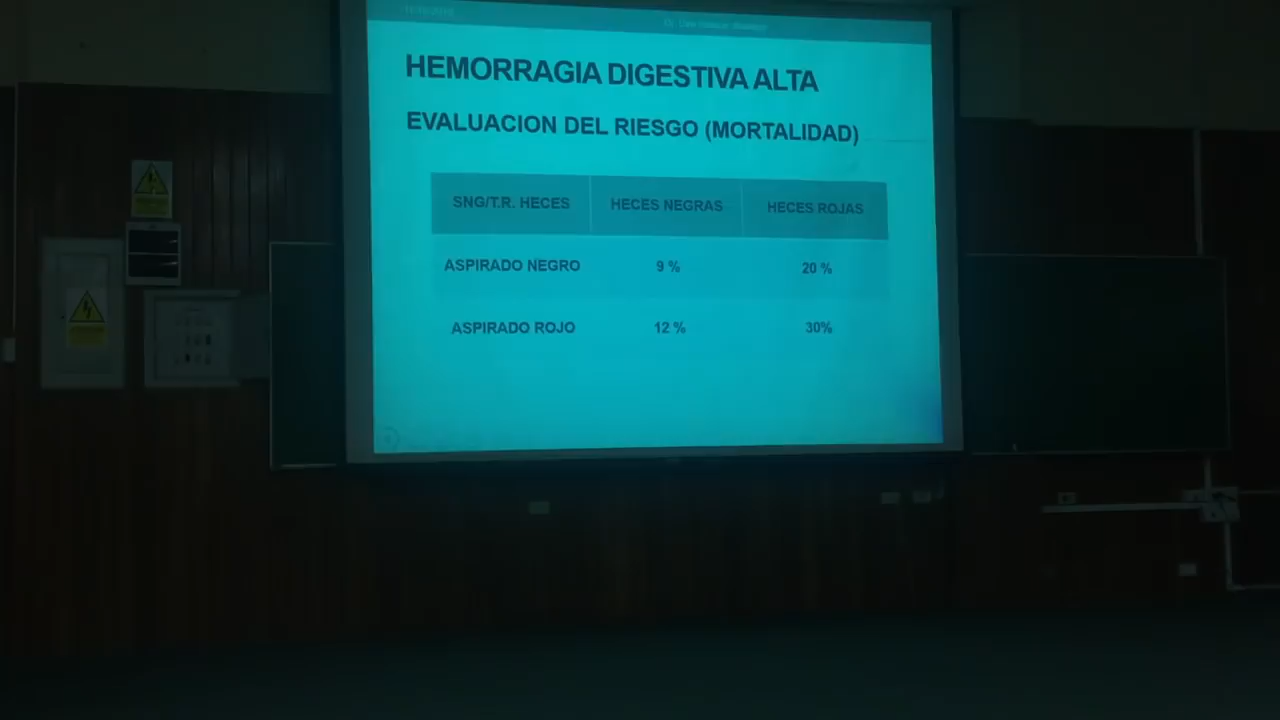 HEMORRAGIA DIGESTIVA ALTA
EVALUACION DEL RIESGO (MORTALIDAD)
SNG/T.R. HECES HECES NEGRAS HECES ROJAS
ASPIRADO NEGRO 9 % 20 %
ASPIRADO ROJO 12 % 30%